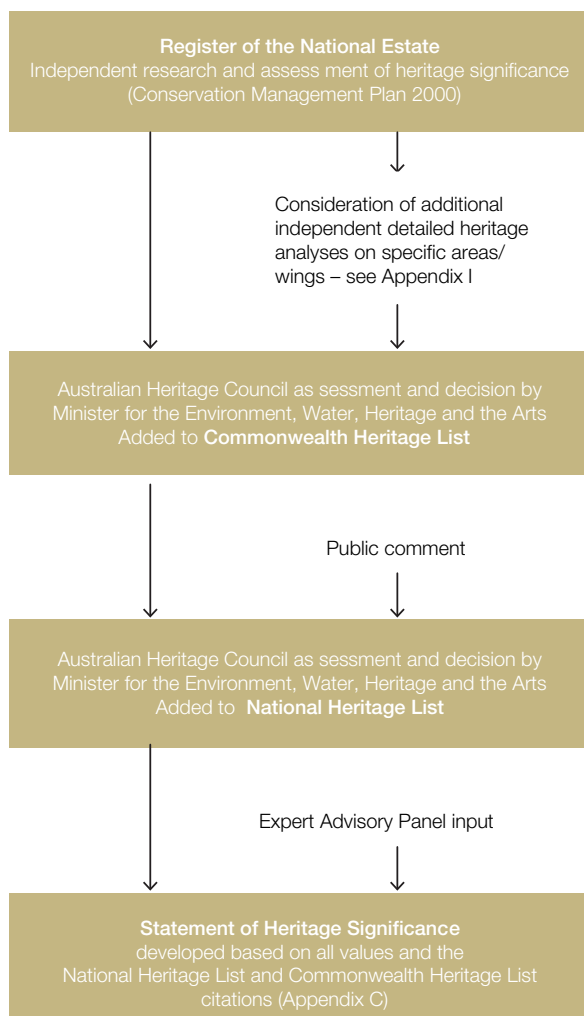 Register of the National Estate
Independent research and assess ment of heritage significance
(Conservation Management Plan 2000)
Consideration of additional
independent detailed heritage
analyses on specific areas/
wings – see Appendix I
Australian Heritage Council as sessment and decision by
Minister for the Environment, Water, Heritage and the Arts
Added to Commonwealth Heritage List
Public comment
Australian Heritage Council as sessment and decision by
Minister for the Environment, Water, Heritage and the Arts
Added to National Heritage List
Expert Advisory Panel input
Statement of Heritage Significance
developed based on all values and the
National Heritage List and Commonwealth Heritage List
citations (Appendix C)